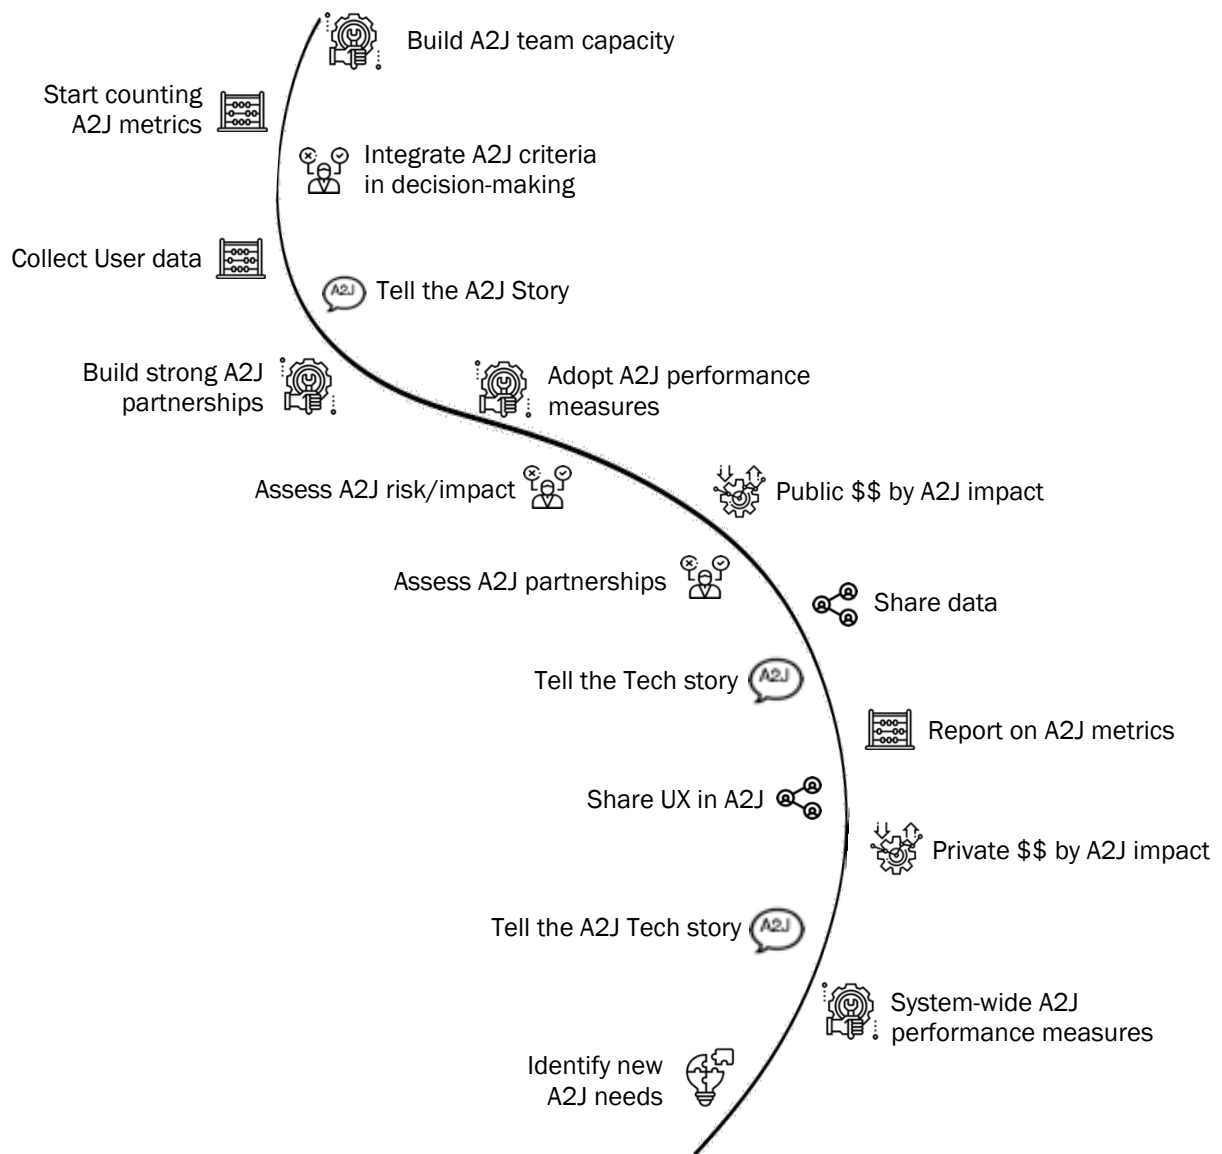 Build A2J team capacity
Start counting
A2J metrics
Integrate A2J criteria
in decision-making
Collect User data
A2J
Tell the A2J Story
Build strong A2J
partnerships
Adopt A2J performance
measures
Assess A2J risk/impact
Public $$ by A2J impact
Assess A2J partnerships
Share data
Tell the Tech story
A2J
Report on A2J metrics
Share UX in A2J
Private $$ by A2J impact
Tell the A2J Tech story
A2J
System-wide A2J
performance measures
Identify new
A2J needs